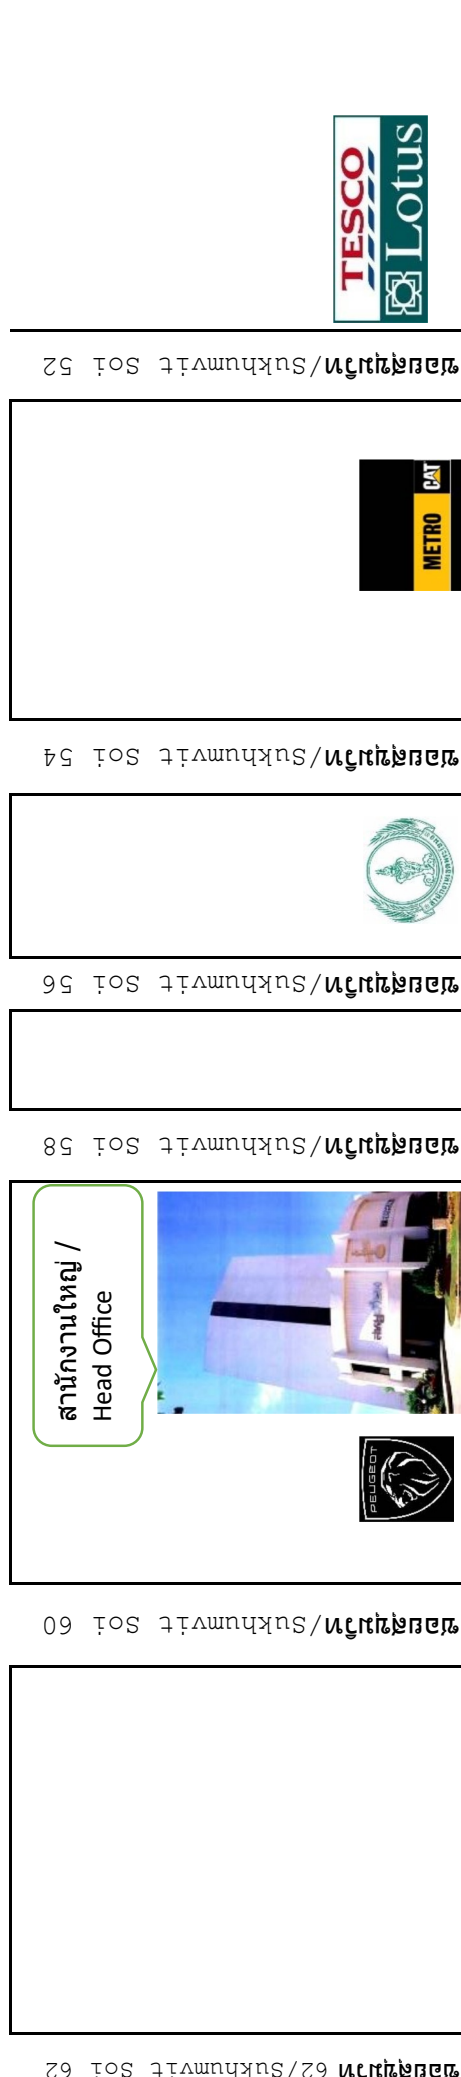 TESCO
Lotus
ซอยสุขุมวิท/Sukhumvit Soi 52
METRO CAT
ซอยสุขุมวิท/Sukhumvit Soi 54
ซอยสุขุมวิท/Sukhumvit Soi 56
ซอยสุขุมวิท/Sukhumvit Soi 58
สำนักงานใหญ่ /
Head Office
PEUGEOT
ซอยสุขุมวิท/Sukhumvit Soi 60
ซอยสุขุมวิท 62/Sukhumvit Soi 62